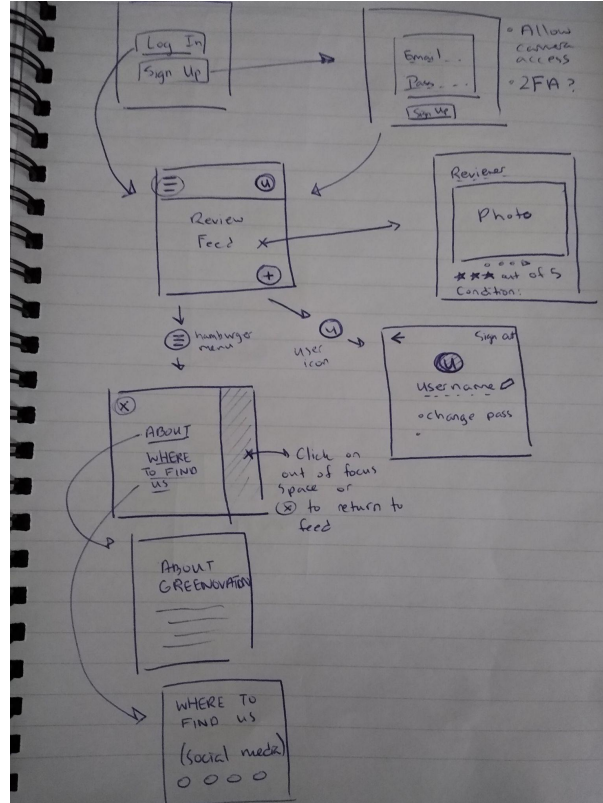 Log In
Sign Up
Email...
Pass...
Sign Up
• Allow
camera
access
• 2FA?
U
Review
Feed x
+
Reviewer
Photo
★★★ out of 5
Condition:
hamburger
menu
U
user
icon
← Sign out
U
username
• change pass
•
X
ABOUT
WHERE
TO FIND
US
x → Click on
out of focus
space or
X to return to
feed
ABOUT
GREENOVATION
WHERE TO
FIND US
(social media)